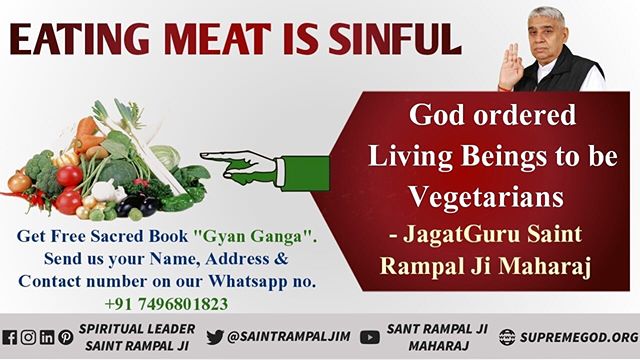 EATING MEAT IS SINFUL
God ordered
Living Beings to be
Vegetarians
- JagatGuru Saint
Rampal Ji Maharaj
Get Free Sacred Book "Gyan Ganga".
Send us your Name, Address &
Contact number on our Whatsapp no.
+91 7496801823
SPIRITUAL LEADER
SAINT RAMPAL JI
@SAINTRAMPALJIM
SANT RAMPAL JI
MAHARAJ
SUPREMEGOD.ORG